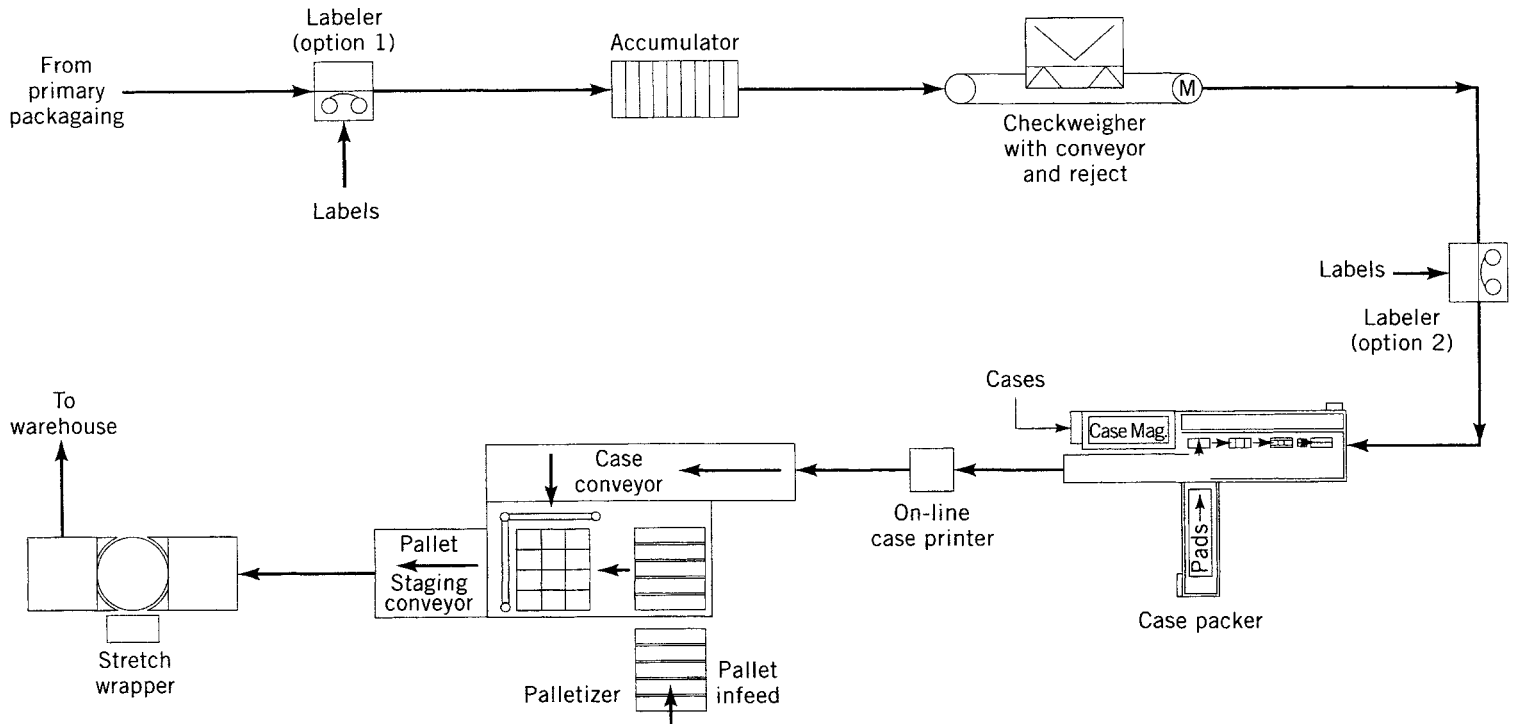 Labeler
(option 1)
From
primary
packagaing
Labels
Accumulator
M
Checkweigher
with conveyor
and reject
Labels
Labeler
(option 2)
Cases
Case Mag.
Pads
Case packer
On-line
case printer
Case
conveyor
Pallet
Staging
conveyor
Palletizer
Pallet
infeed
To
warehouse
Stretch
wrapper